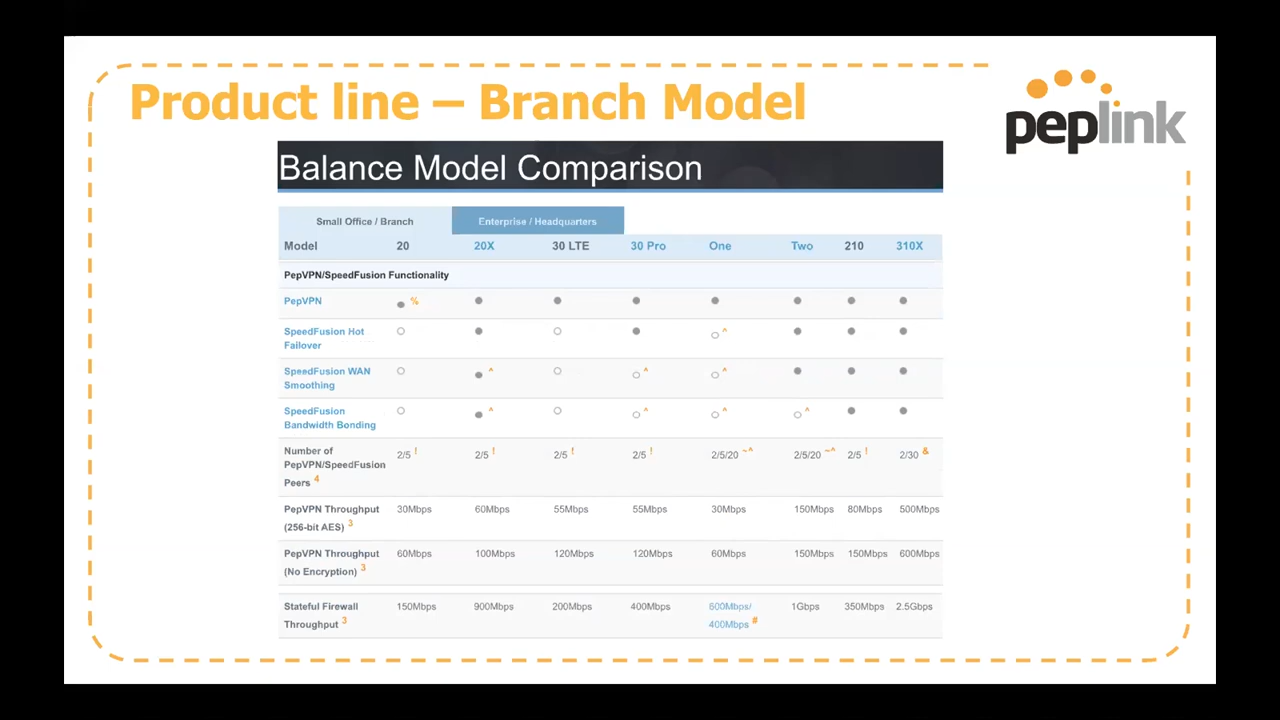 Product line – Branch Model
peplink
Balance Model Comparison
Small Office / Branch Enterprise / Headquarters
Model 20 20X 30 LTE 30 Pro One Two 210 310X
PepVPN/SpeedFusion Functionality
PepVPN %
SpeedFusion Hot
Failover ^
SpeedFusion WAN
Smoothing ^ ^ ^
SpeedFusion
Bandwidth Bonding ^ ^ ^ ^
Number of
PepVPN/SpeedFusion 2/5 ! 2/5 ! 2/5 ! 2/5 ! 2/5/20 ~^ 2/5/20 ~^ 2/5 ! 2/30 &
Peers 4
PepVPN Throughput 30Mbps 60Mbps 55Mbps 55Mbps 30Mbps 150Mbps 80Mbps 500Mbps
(256-bit AES) 3
PepVPN Throughput 60Mbps 100Mbps 120Mbps 120Mbps 60Mbps 150Mbps 150Mbps 600Mbps
(No Encryption) 3
Stateful Firewall 150Mbps 900Mbps 200Mbps 400Mbps 600Mbps/ 1Gbps 350Mbps 2.5Gbps
Throughput 3 400Mbps #